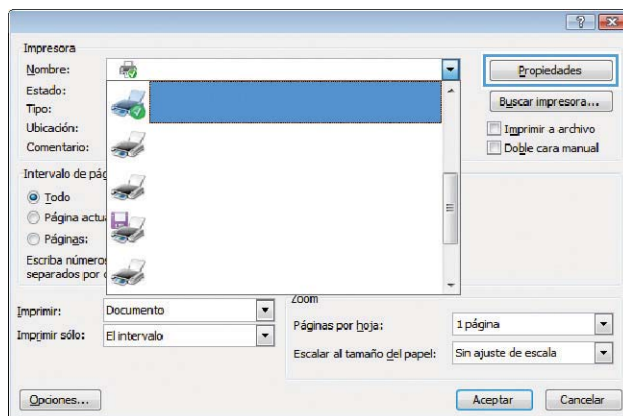 Impresora
Nombre:
Propiedades
Estado:
Buscar impresora...
Tipo:
Ubicación:
Imprimir a archivo
Comentario:
Doble cara manual
Intervalo de pág
Todo
Página actu
Páginas:
Escriba números
separados por c
Zoom
Imprimir: Documento
Páginas por hoja: 1 página
Imprimir sólo: El intervalo
Escalar al tamaño del papel: Sin ajuste de escala
Opciones...
Aceptar
Cancelar